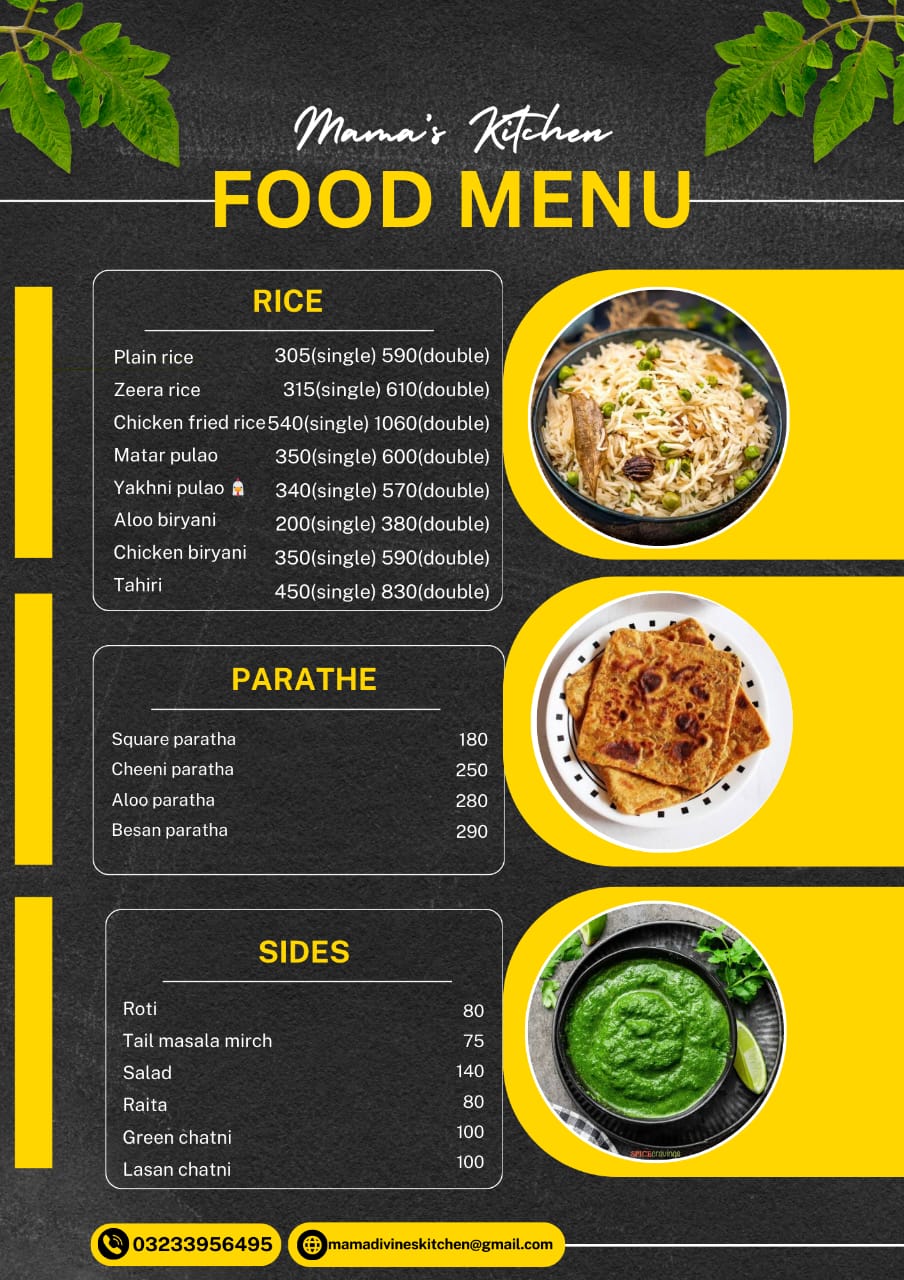 Mama's Kitchen
FOOD MENU
RICE
Plain rice 305(single) 590(double)
Zeera rice 315(single) 610(double)
Chicken fried rice 540(single) 1060(double)
Matar pulao 350(single) 600(double)
Yakhni pulao 340(single) 570(double)
Aloo biryani 200(single) 380(double)
Chicken biryani 350(single) 590(double)
Tahiri 450(single) 830(double)
PARATHE
Square paratha 180
Cheeni paratha 250
Aloo paratha 280
Besan paratha 290
SIDES
Roti 80
Tail masala mirch 75
Salad 140
Raita 80
Green chatni 100
Lasan chatni 100
SPICEcravings
03233956495
mamadivineskitchen@gmail.com